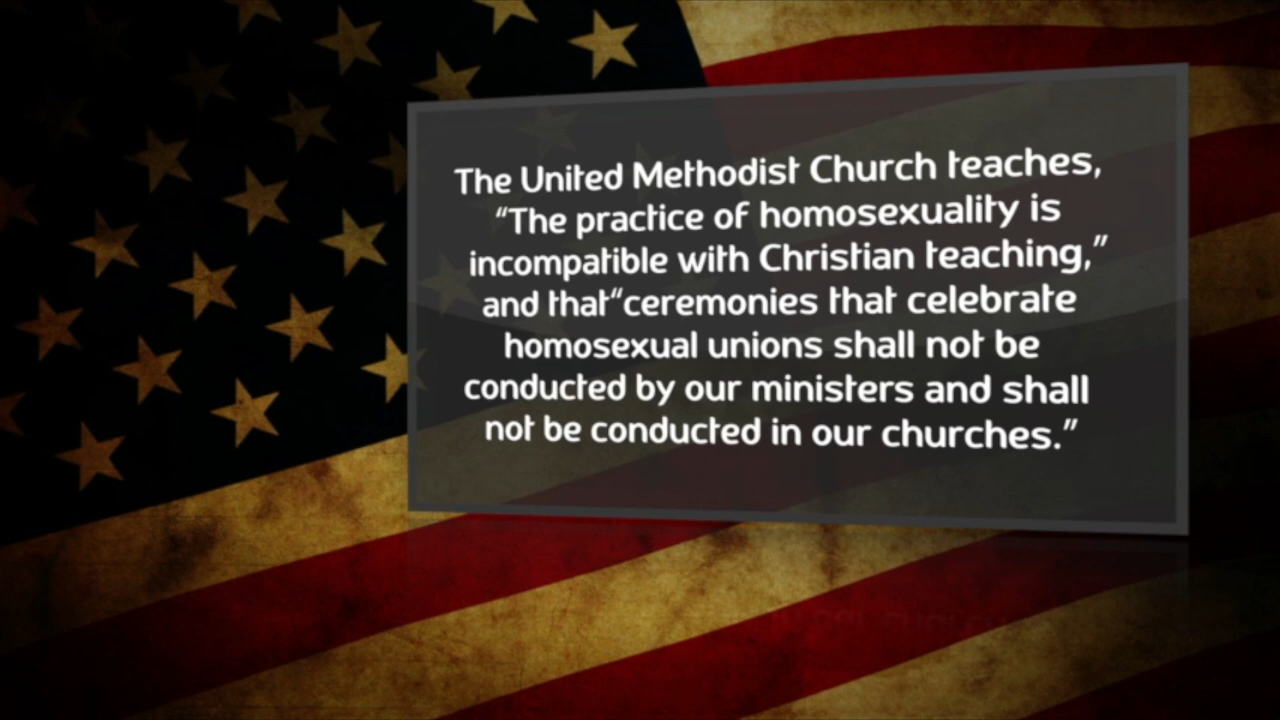 The United Methodist Church teaches,
“The practice of homosexuality is
incompatible with Christian teaching,”
and that“ceremonies that celebrate
homosexual unions shall not be
conducted by our ministers and shall
not be conducted in our churches.”